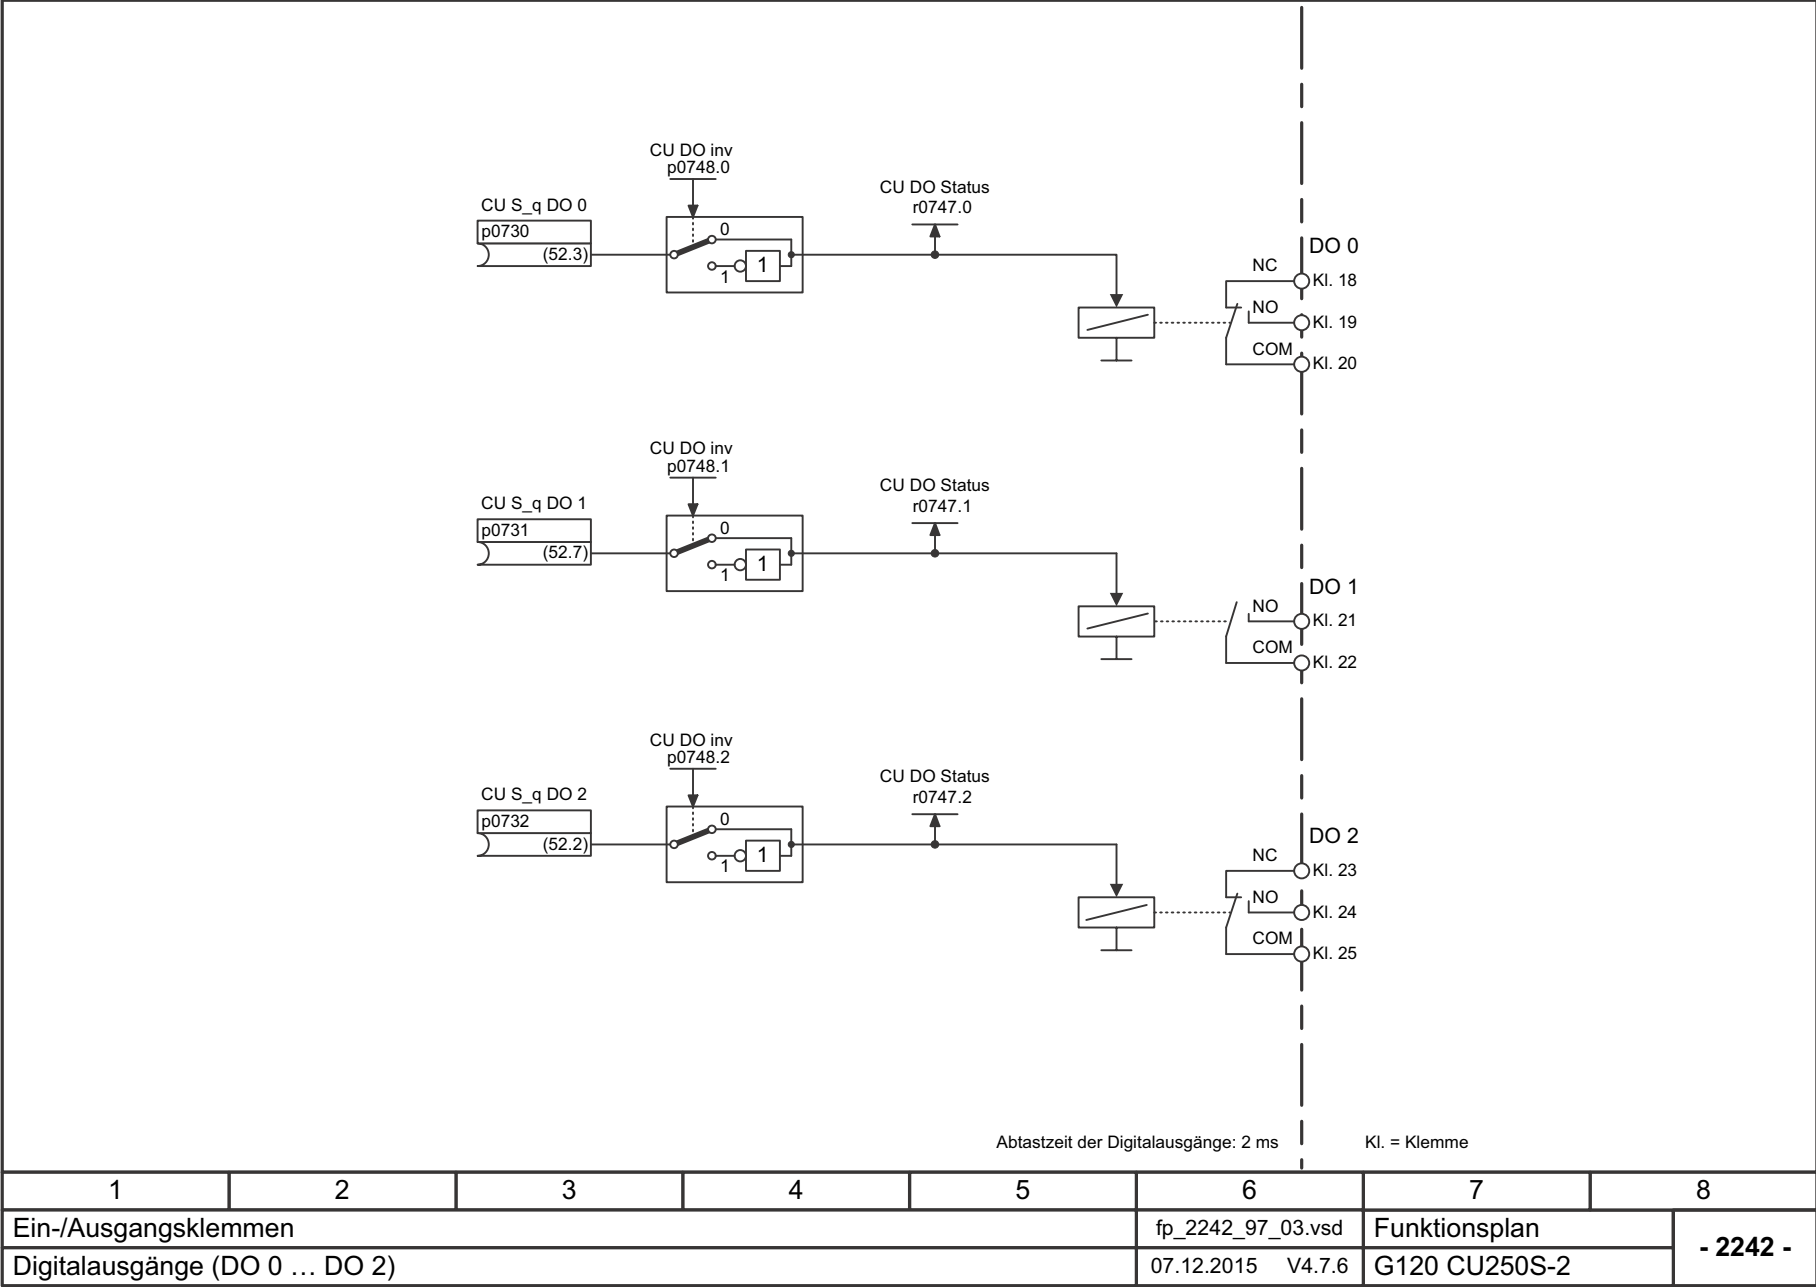 CU DO inv
p0748.0
CU DO Status
r0747.0
CU S_q DO 0
p0730
(52.3)
0
1
1
DO 0
NC
Kl. 18
NO
Kl. 19
COM
Kl. 20
CU DO inv
p0748.1
CU DO Status
r0747.1
CU S_q DO 1
p0731
(52.7)
0
1
1
DO 1
NO
Kl. 21
COM
Kl. 22
CU DO inv
p0748.2
CU DO Status
r0747.2
CU S_q DO 2
p0732
(52.2)
0
1
1
DO 2
NC
Kl. 23
NO
Kl. 24
COM
Kl. 25
Abtastzeit der Digitalausgänge: 2 ms
Kl. = Klemme
1 2 3 4 5 6 7 8
Ein-/Ausgangsklemmen
fp_2242_97_03.vsd
Funktionsplan
- 2242 -
Digitalausgänge (DO 0 … DO 2)
07.12.2015 V4.7.6
G120 CU250S-2